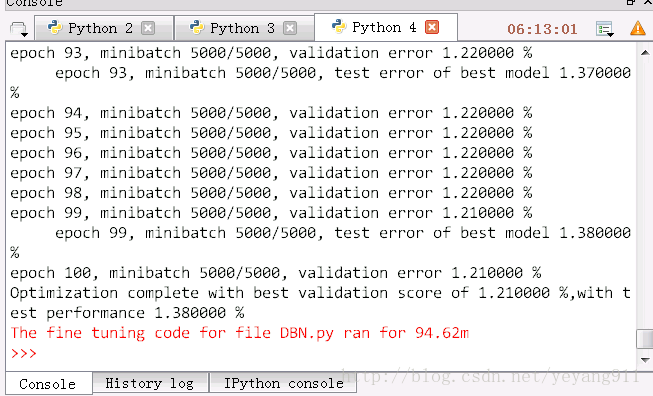 Console
Python 2 Python 3 Python 4 06:13:01
epoch 93, minibatch 5000/5000, validation error 1.220000 %
epoch 93, minibatch 5000/5000, test error of best model 1.370000
%
epoch 94, minibatch 5000/5000, validation error 1.220000 %
epoch 95, minibatch 5000/5000, validation error 1.220000 %
epoch 96, minibatch 5000/5000, validation error 1.220000 %
epoch 97, minibatch 5000/5000, validation error 1.220000 %
epoch 98, minibatch 5000/5000, validation error 1.220000 %
epoch 99, minibatch 5000/5000, validation error 1.210000 %
epoch 99, minibatch 5000/5000, test error of best model 1.380000
%
epoch 100, minibatch 5000/5000, validation error 1.210000 %
Optimization complete with best validation score of 1.210000 %,with t
est performance 1.380000 %
The fine tuning code for file DBN.py ran for 94.62m
>>>
http://blog.csdn.net/yeyang911
Console History log IPython console